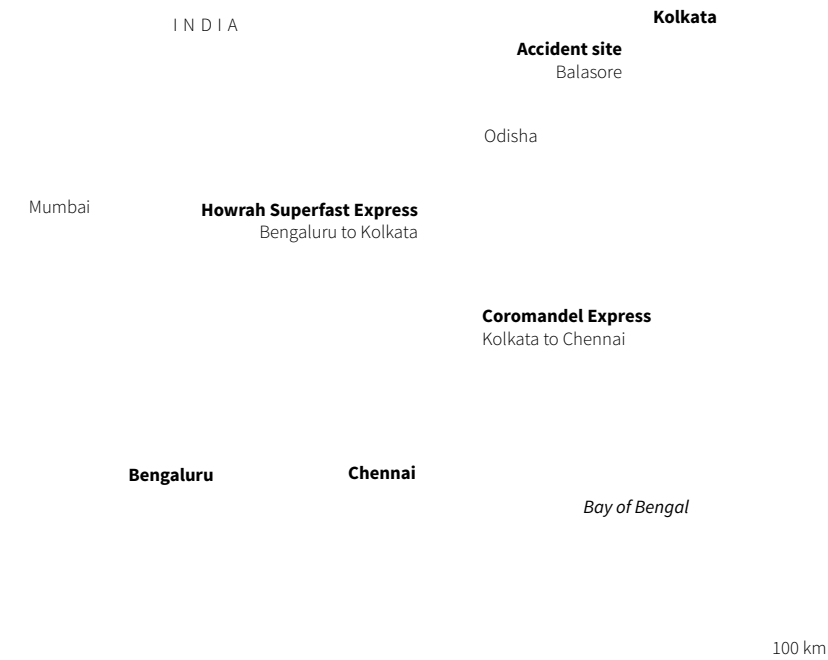 Kolkata
I N D I A
Accident site
Balasore
Odisha
Mumbai
Howrah Superfast Express
Bengaluru to Kolkata
Coromandel Express
Kolkata to Chennai
Bengaluru
Chennai
Bay of Bengal
100 km